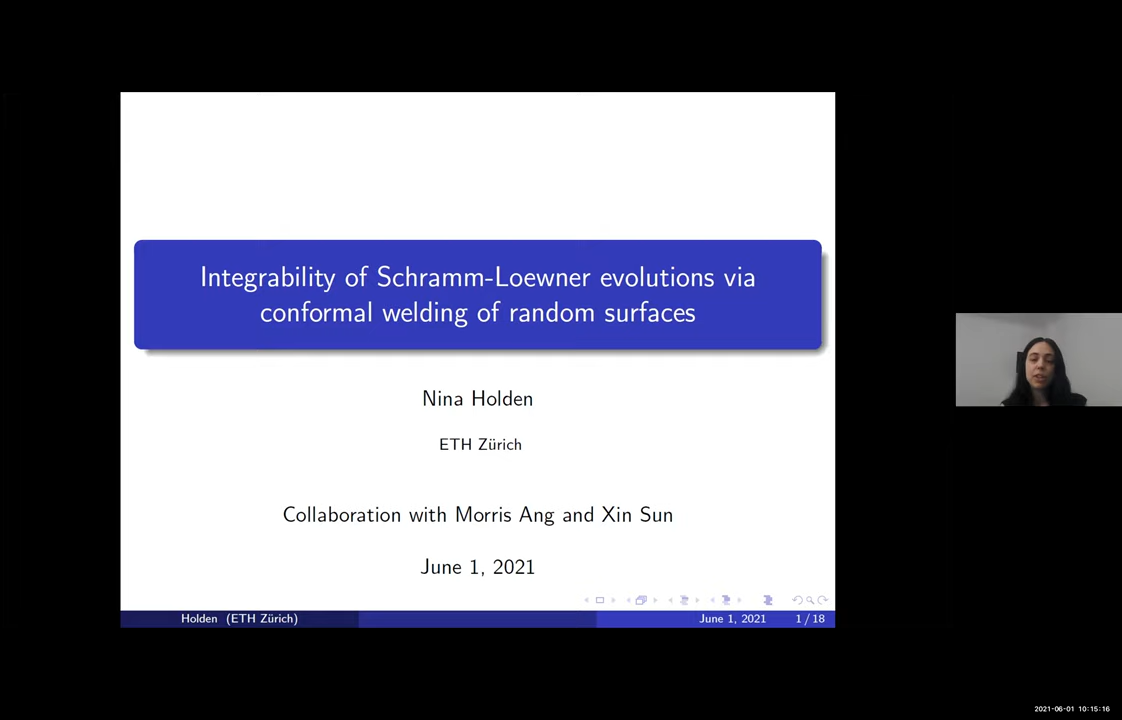 Integrability of Schramm-Loewner evolutions via
conformal welding of random surfaces
Nina Holden
ETH Zürich
Collaboration with Morris Ang and Xin Sun
June 1, 2021
Holden (ETH Zürich) June 1, 2021 1 / 18
2021-06-01 10:15:16